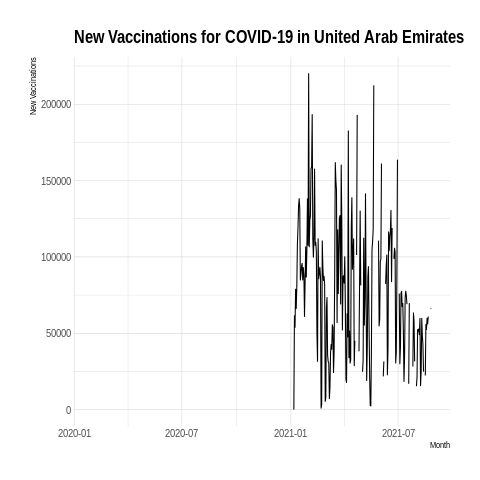 New Vaccinations for COVID-19 in United Arab Emirates
New Vaccinations
200000
150000
100000
50000
0
2020-01 2020-07 2021-01 2021-07
Month